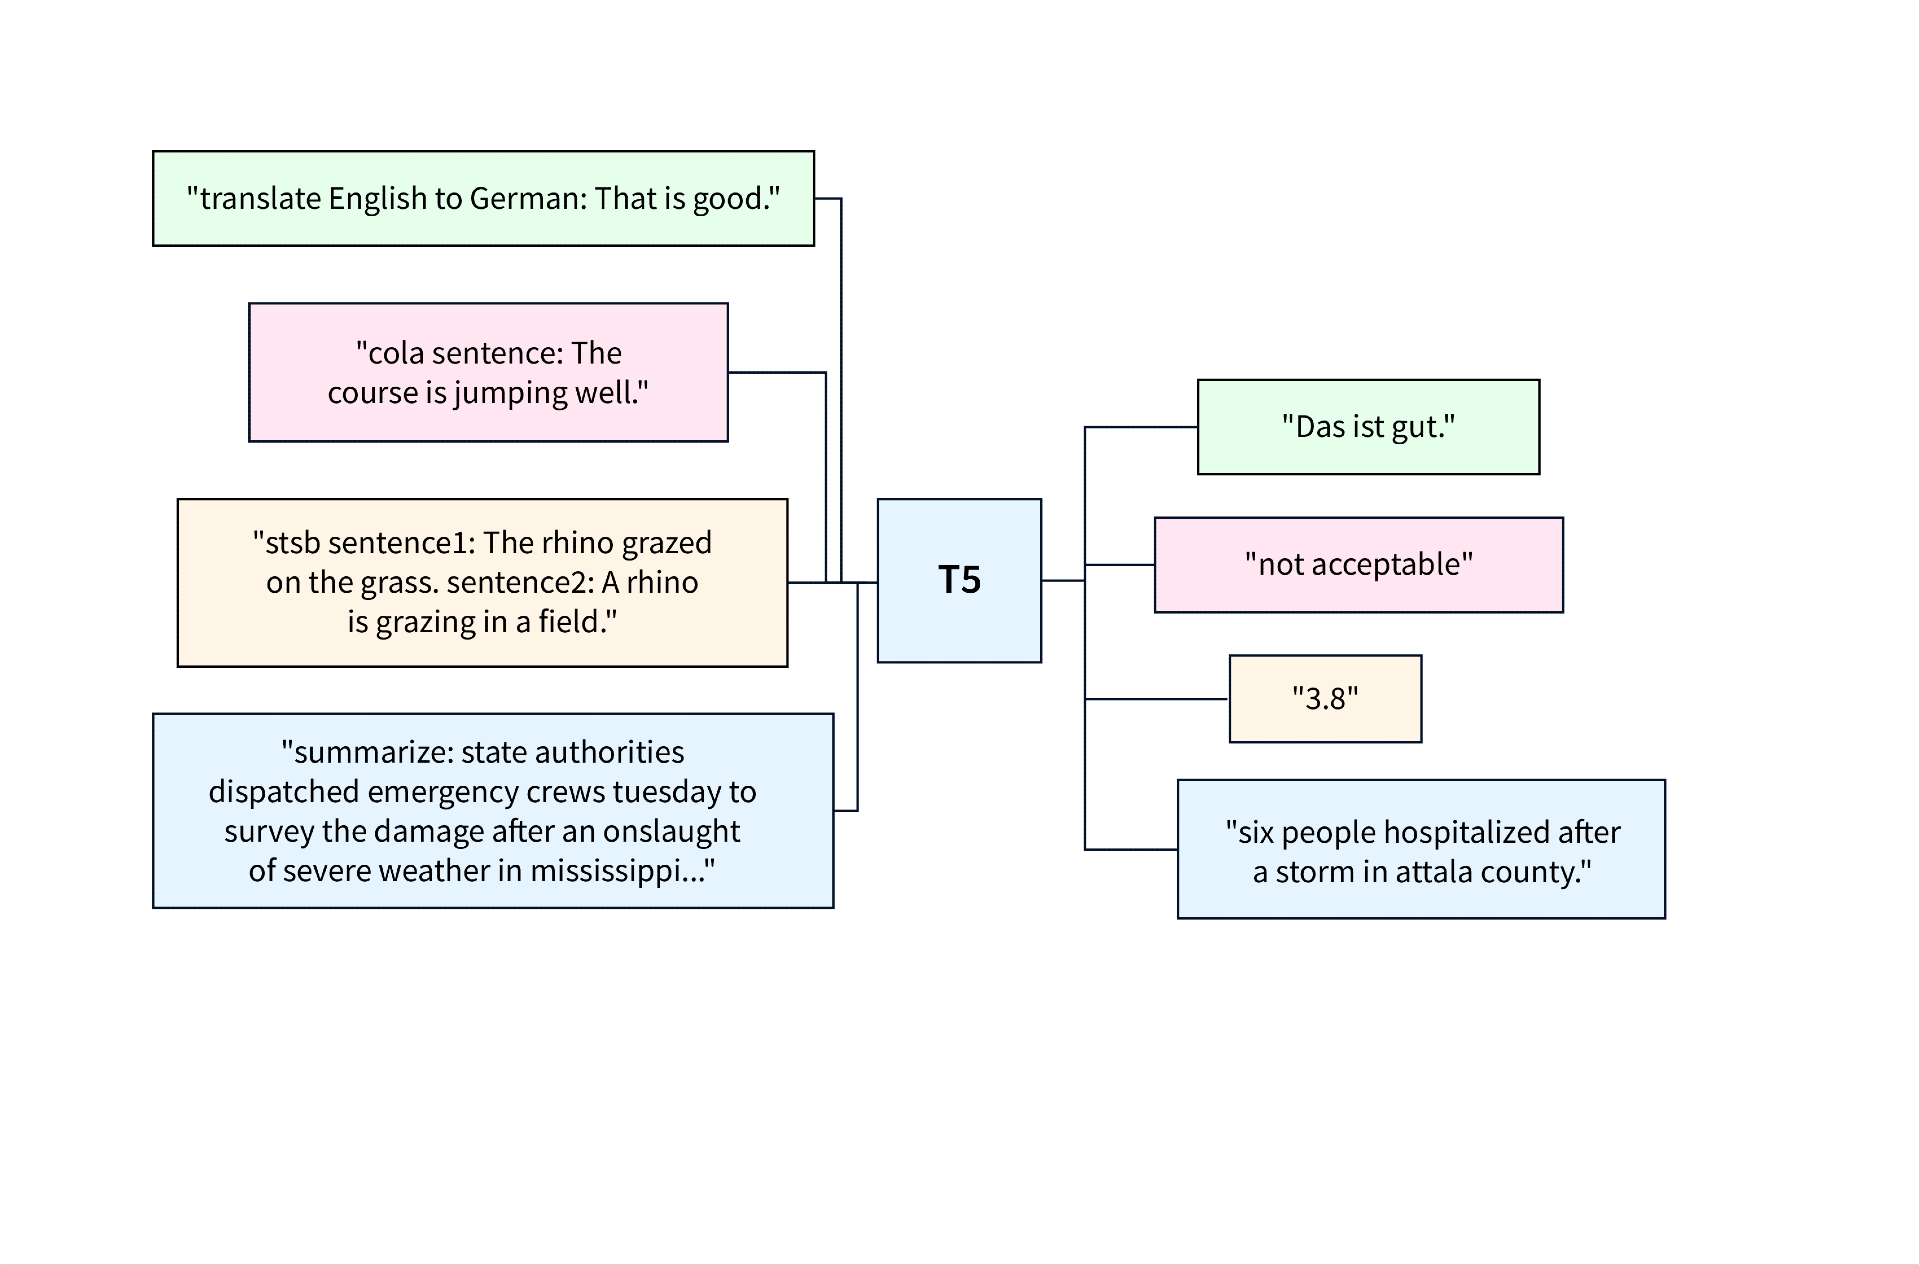 "translate English to German: That is good."
"cola sentence: The
course is jumping well."
"stsb sentence1: The rhino grazed
on the grass. sentence2: A rhino
is grazing in a field."
"summarize: state authorities
dispatched emergency crews tuesday to
survey the damage after an onslaught
of severe weather in mississippi..."
T5
"Das ist gut."
"not acceptable"
"3.8"
"six people hospitalized after
a storm in attala county."